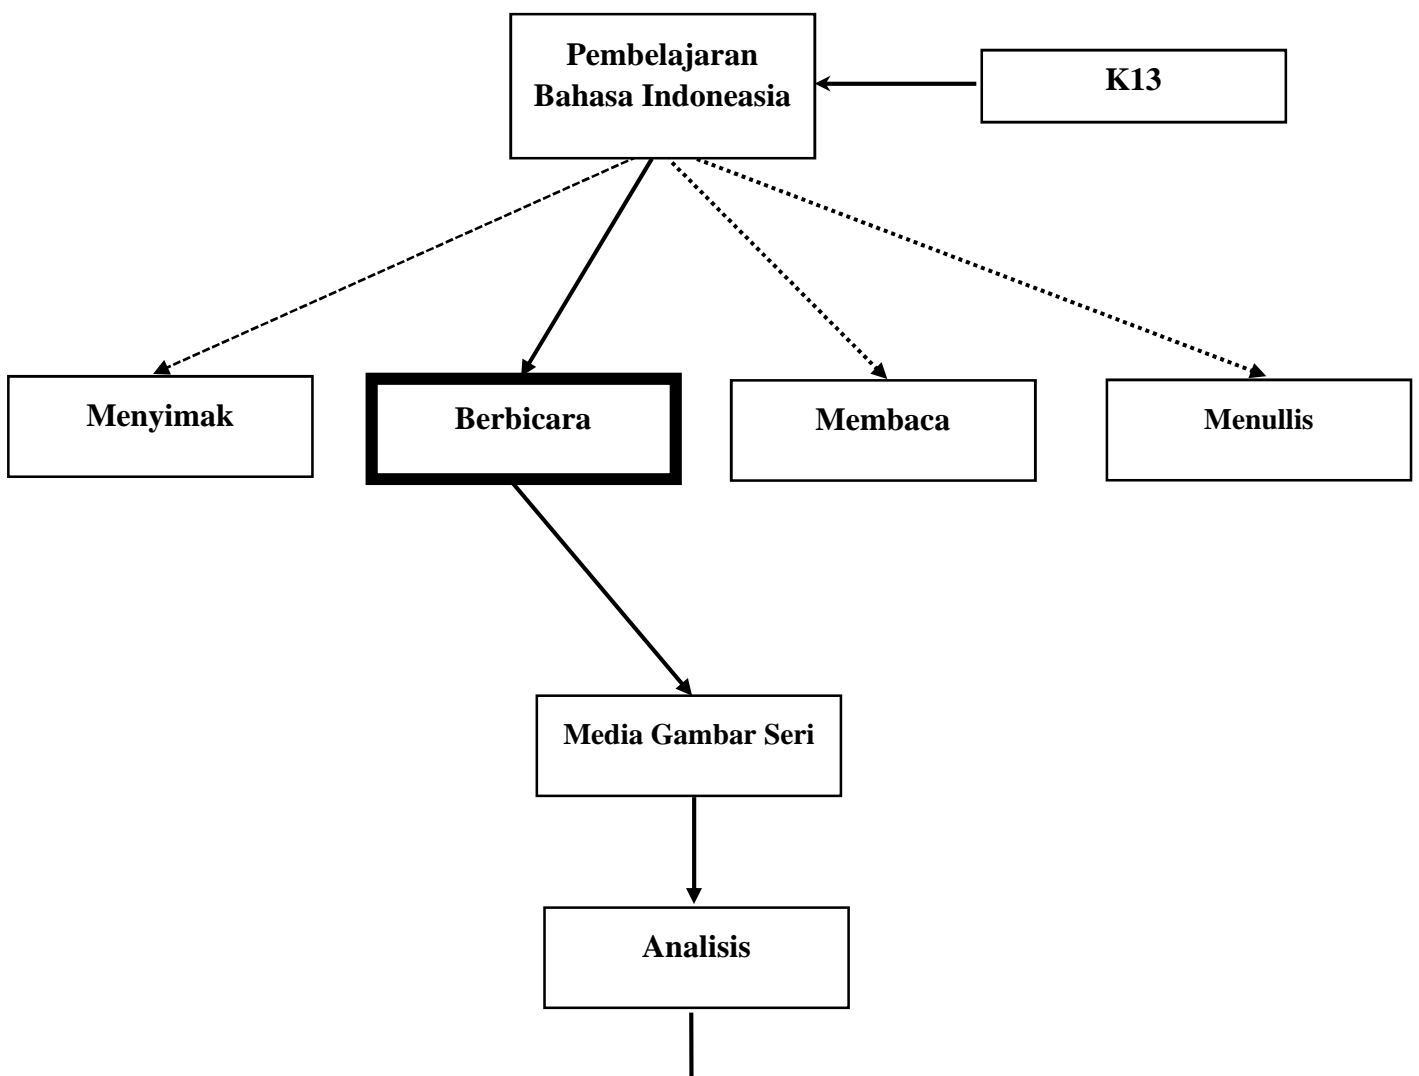 Pembelajaran
Bahasa Indoneasia
K13
Menyimak
Berbicara
Membaca
Menullis
Media Gambar Seri
Analisis